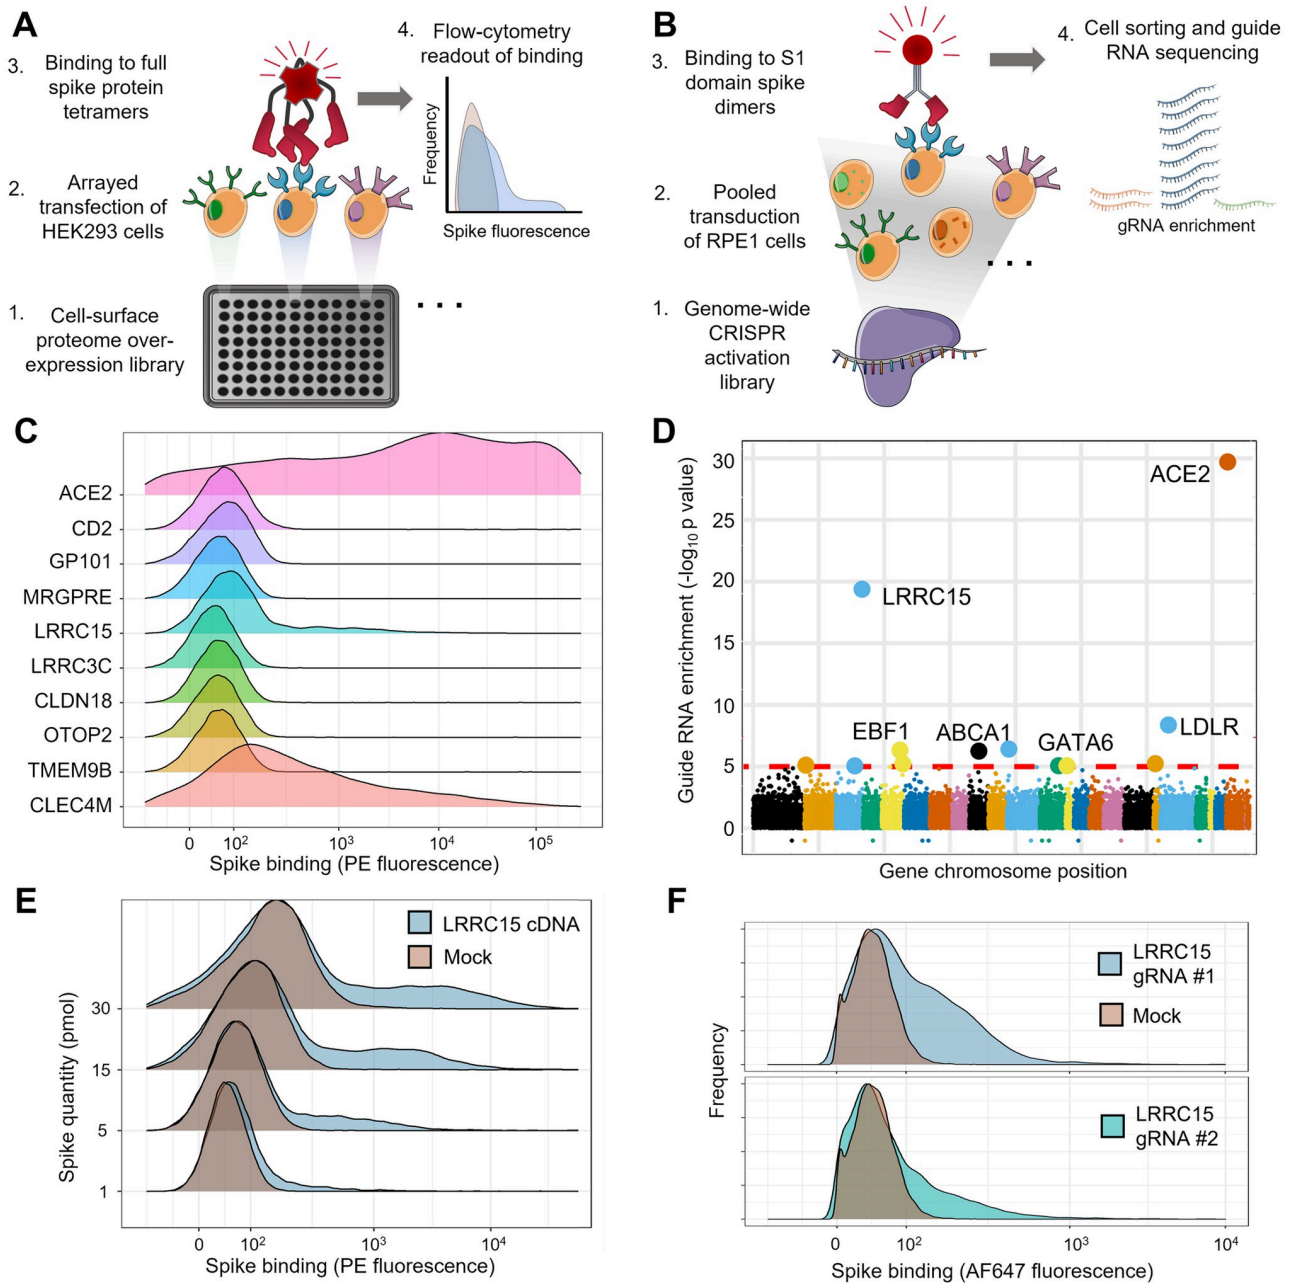 A
3.
Binding to full
spike protein
tetramers
4.
Flow-cytometry
readout of binding
Frequency
Spike fluorescence
2.
Arrayed
transfection of
HEK293 cells
1.
Cell-surface
proteome over-
expression library
. . .
B
3.
Binding to S1
domain spike
dimers
4.
Cell sorting and guide
RNA sequencing
gRNA enrichment
2.
Pooled
transduction
of RPE1 cells
. . .
1.
Genome-wide
CRISPR
activation
library
C
ACE2
CD2
GP101
MRGPRE
LRRC15
LRRC3C
CLDN18
OTOP2
TMEM9B
CLEC4M
0 10² 10³ 10⁴ 10⁵
Spike binding (PE fluorescence)
D
Guide RNA enrichment (-log₁₀ p value)
30
25
20
15
10
5
0
ACE2
LRRC15
LDLR
EBF1
ABCA1
GATA6
Gene chromosome position
E
LRRC15 cDNA
Mock
Spike quantity (pmol)
30
15
5
1
0 10² 10³ 10⁴
Spike binding (PE fluorescence)
F
LRRC15
gRNA #1
Mock
LRRC15
gRNA #2
Frequency
0 10² 10³ 10⁴
Spike binding (AF647 fluorescence)